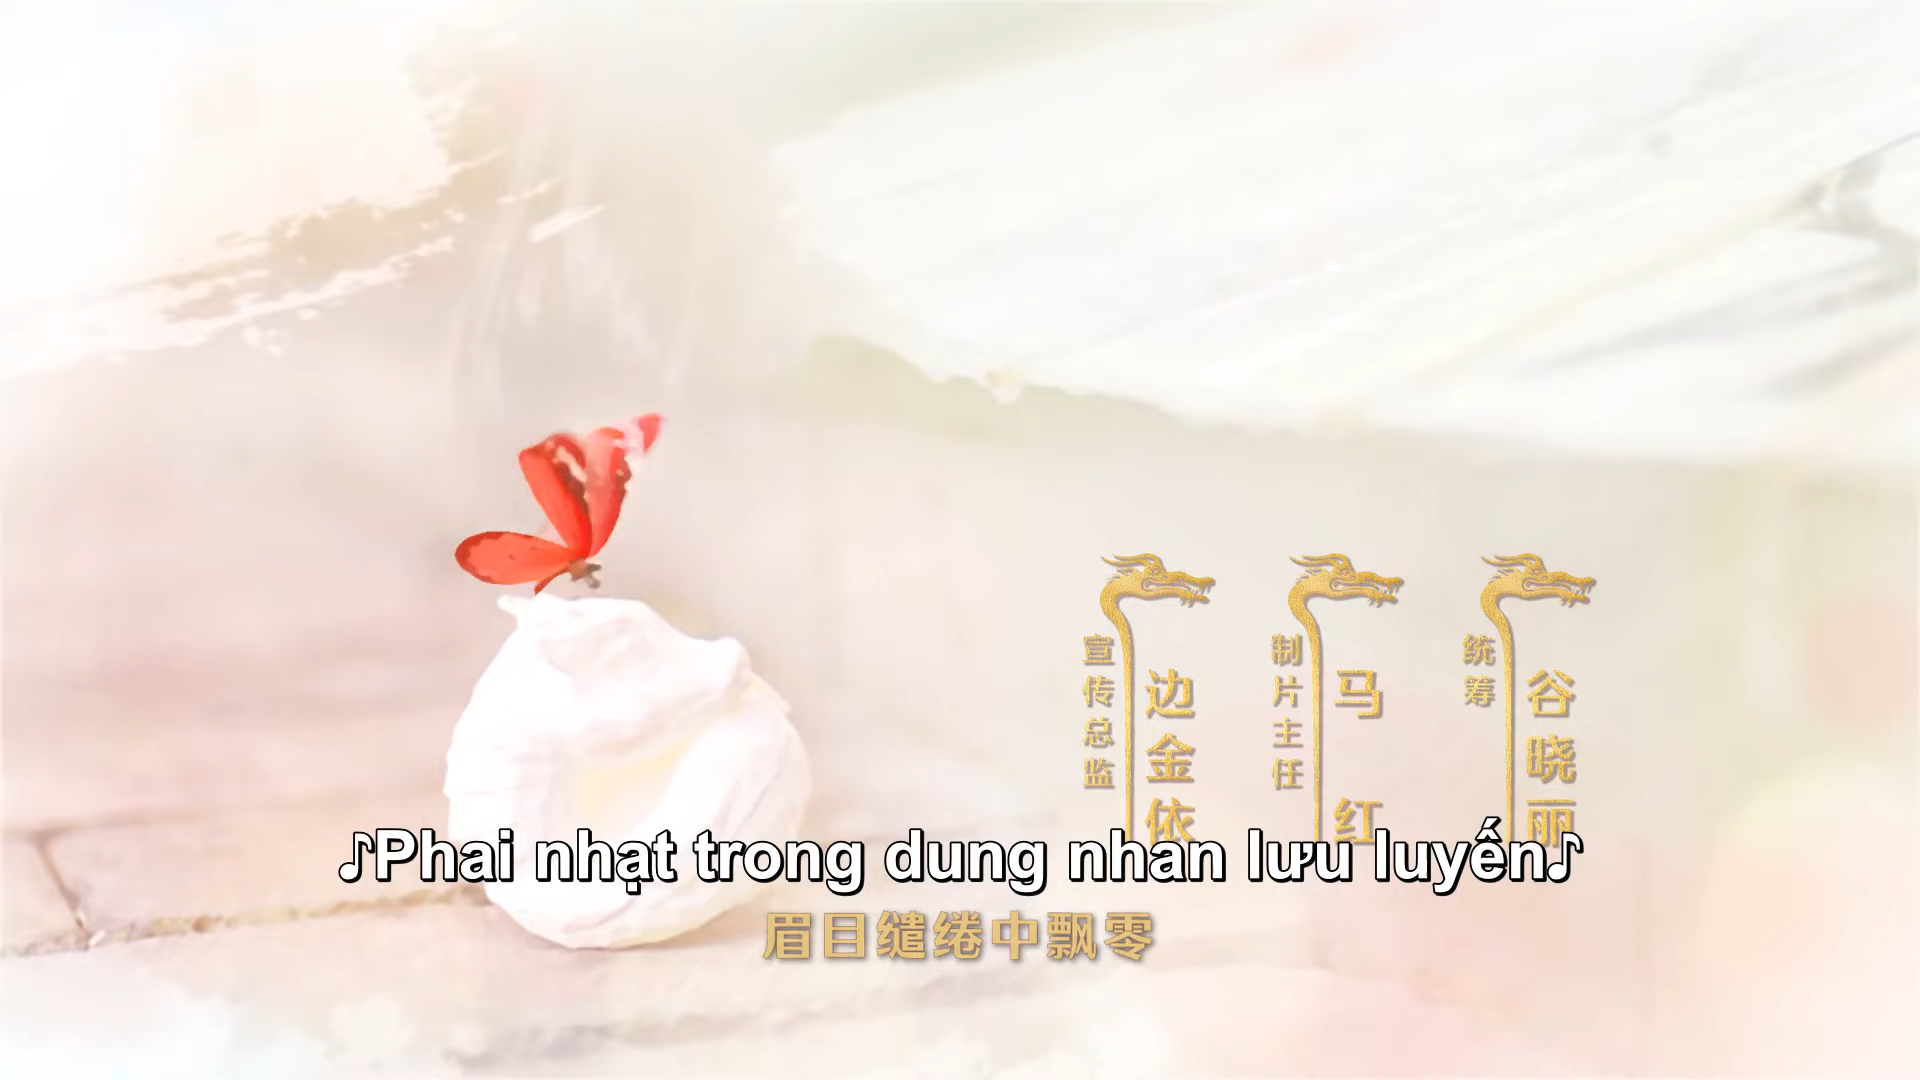 宣传总监
边金依
制片主任
马红
统筹
谷晓丽
♪Phai nhạt trong dung nhan lưu luyến♪
眉目缱绻中飘零